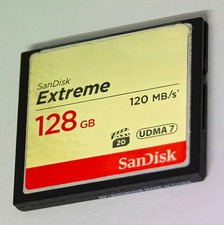 SanDisk
Extreme
120 MB/s*
128 GB
20
UDMA 7
SanDisk